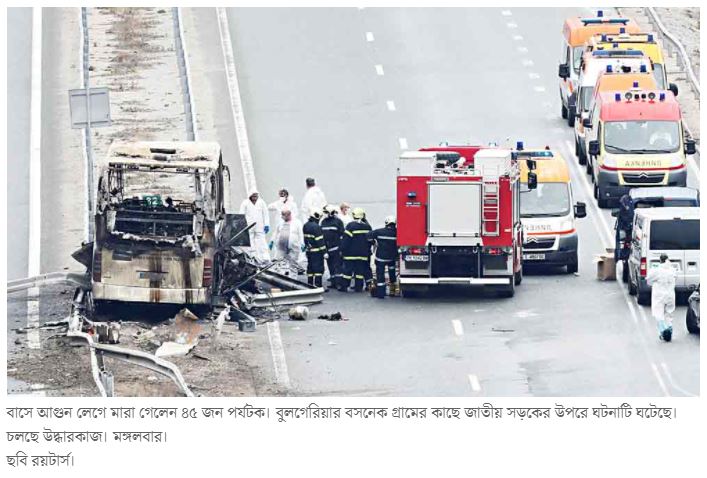 বাসে আগুন লেগে মারা গেলেন ৪৫ জন পর্যটক। বুলগেরিয়ার বসনেক গ্রামের কাছে জাতীয় সড়কের উপরে ঘটনাটি ঘটেছে।
চলছে উদ্ধারকাজ। মঙ্গলবার।
ছবি রয়টার্স।